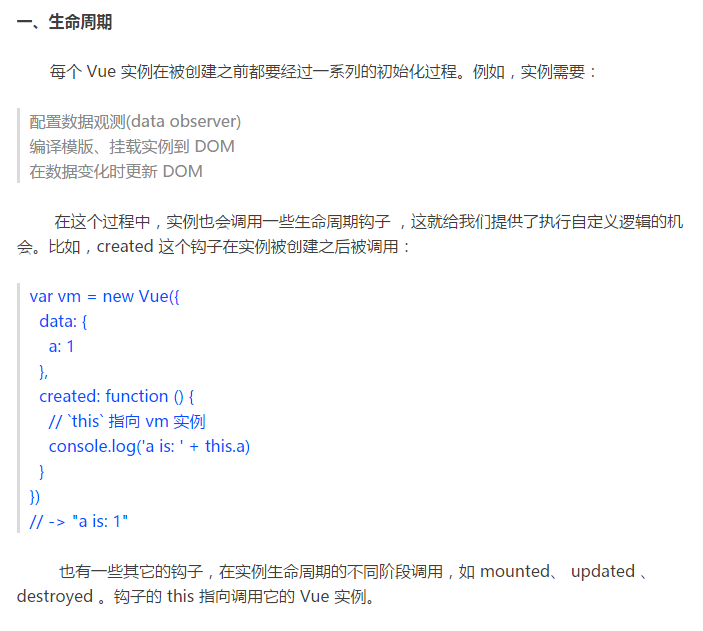 一、生命周期
每个 Vue 实例在被创建之前都要经过一系列的初始化过程。例如，实例需要：
配置数据观测(data observer)
编译模版、挂载实例到 DOM
在数据变化时更新 DOM
在这个过程中，实例也会调用一些生命周期钩子 ，这就给我们提供了执行自定义逻辑的机
会。比如，created 这个钩子在实例被创建之后被调用：
var vm = new Vue({
data: {
a: 1
},
created: function () {
// `this` 指向 vm 实例
console.log('a is: ' + this.a)
}
})
// -> "a is: 1"
也有一些其它的钩子，在实例生命周期的不同阶段调用，如 mounted、 updated 、
destroyed 。钩子的 this 指向调用它的 Vue 实例。